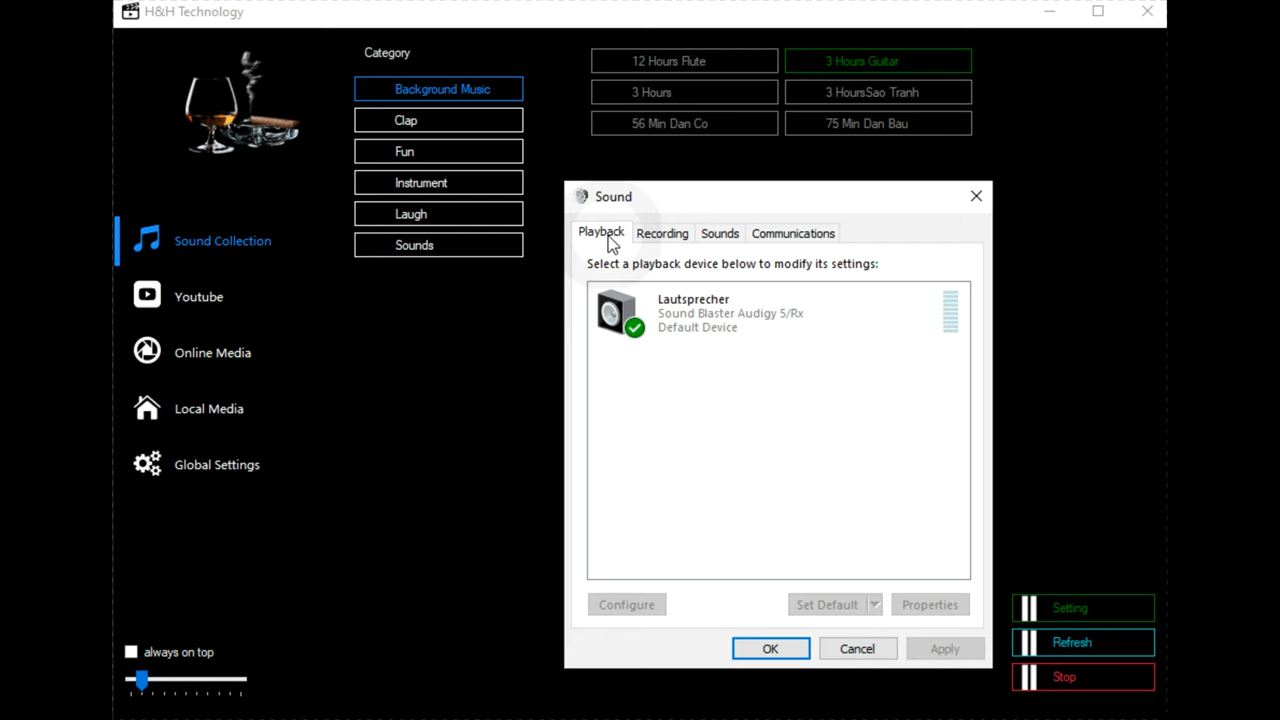 H&H Technology
Category
Background Music
Clap
Fun
Instrument
Laugh
Sounds
12 Hours Flute
3 Hours Guitar
3 Hours
3 HoursSao Tranh
56 Min Dan Co
75 Min Dan Bau
Sound Collection
Youtube
Online Media
Local Media
Global Settings
always on top
Sound
Playback
Recording
Sounds
Communications
Select a playback device below to modify its settings:
Lautsprecher
Sound Blaster Audigy 5/Rx
Default Device
Configure
Set Default
Properties
OK
Cancel
Apply
Setting
Refresh
Stop